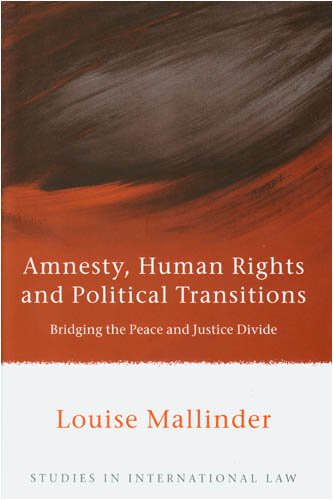 Amnesty, Human Rights
and Political Transitions
Bridging the Peace and Justice Divide
Louise Mallinder
STUDIES IN INTERNATIONAL LAW